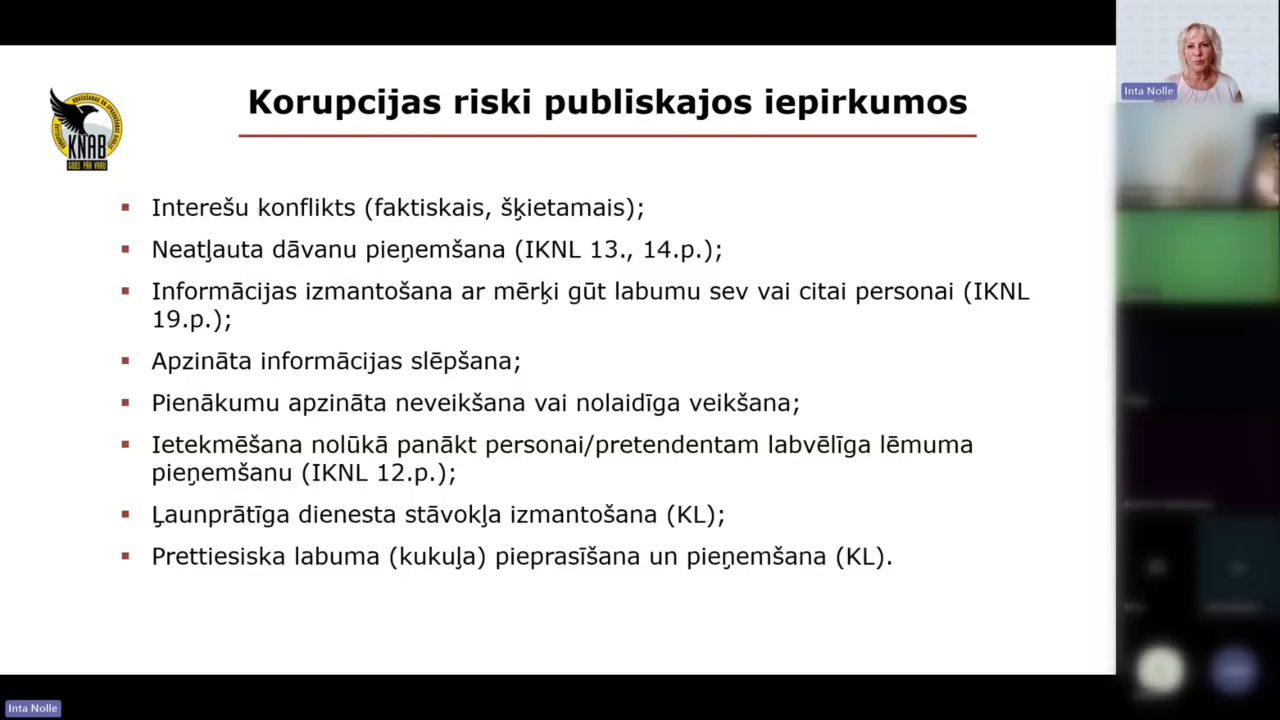 Korupcijas riski publiskajos iepirkumos
KNAB
Interešu konflikts (faktiskais, šķietamais);
Neatļauta dāvanu pieņemšana (IKNL 13., 14.p.);
Informācijas izmantošana ar mērķi gūt labumu sev vai citai personai (IKNL
19.p.);
Apzināta informācijas slēpšana;
Pienākumu apzināta neveikšana vai nolaidīga veikšana;
Ietekmēšana nolūkā panākt personai/pretendentam labvēlīga lēmuma
pieņemšanu (IKNL 12.p.);
Ļaunprātīga dienesta stāvokļa izmantošana (KL);
Prettiesiska labuma (kukuļa) pieprasīšana un pieņemšana (KL).
Inta Nolle
Inta Nolle